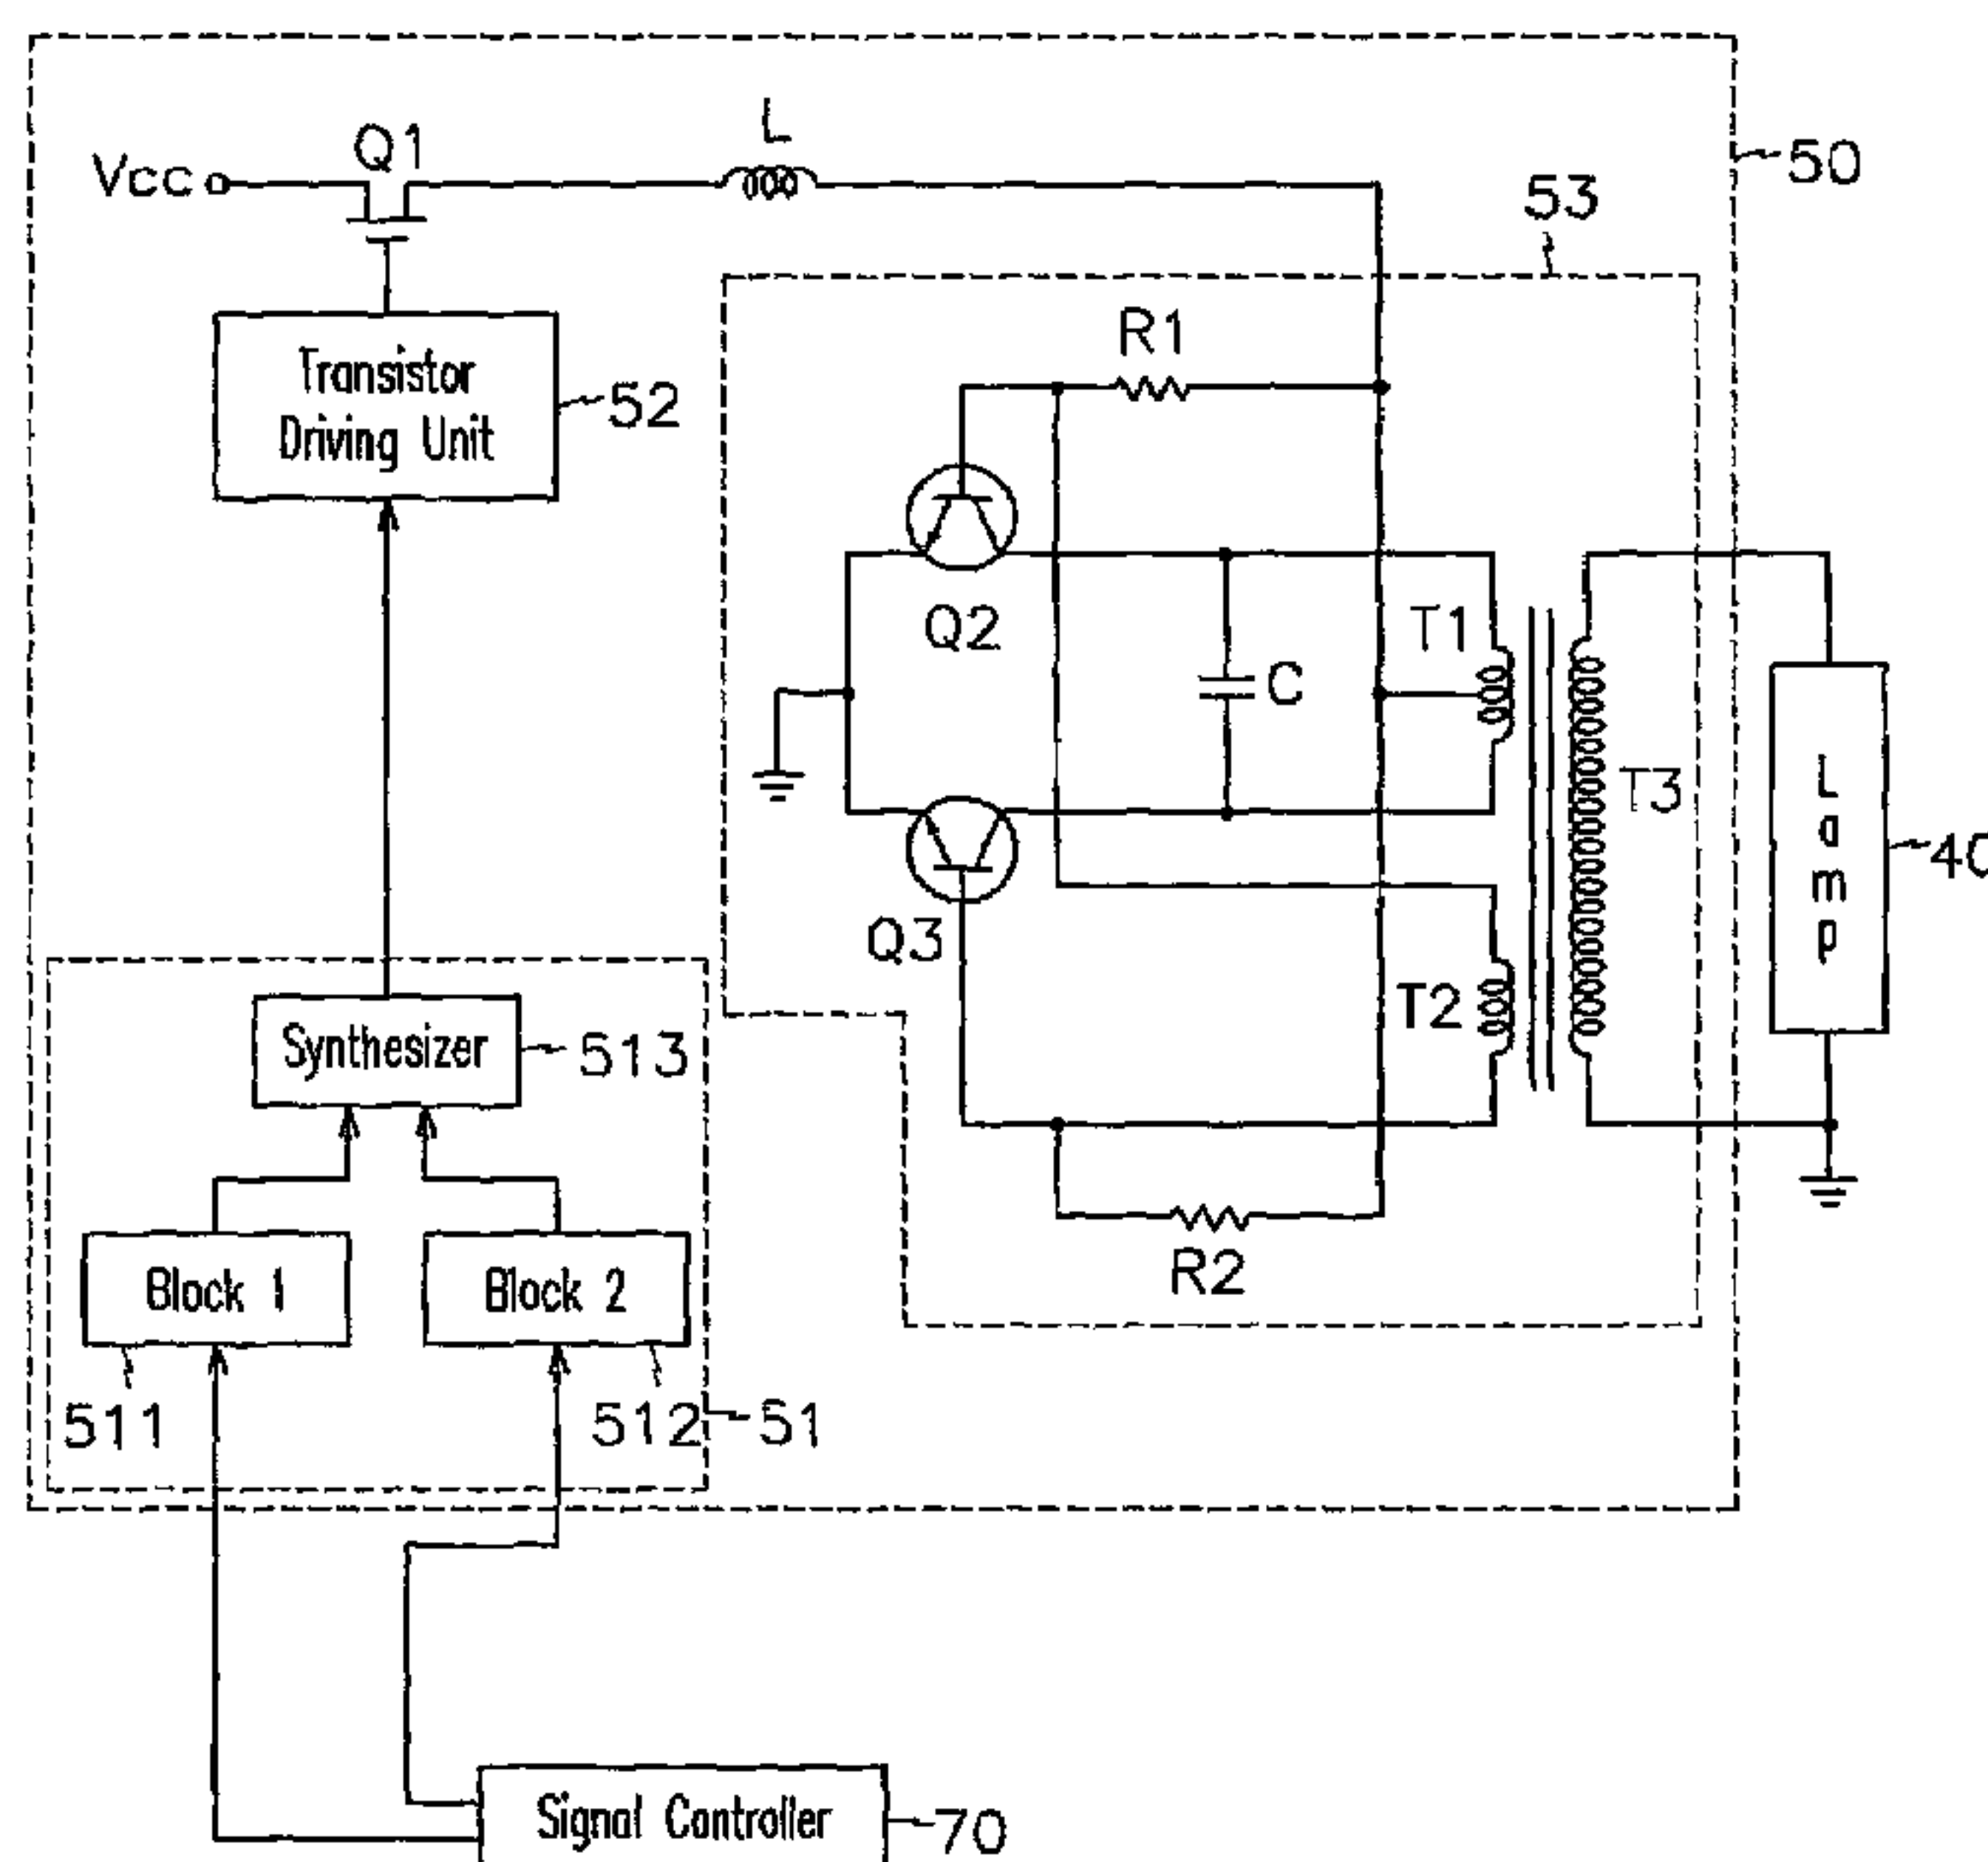 L
Q1
Vcc
50
53
R1
Transistor
Driving Unit
52
Q2
T1
C
T3
Lamp
40
Q3
T2
Synthesizer
513
Block 1
Block 2
R2
511
512
51
Signal Controller
70